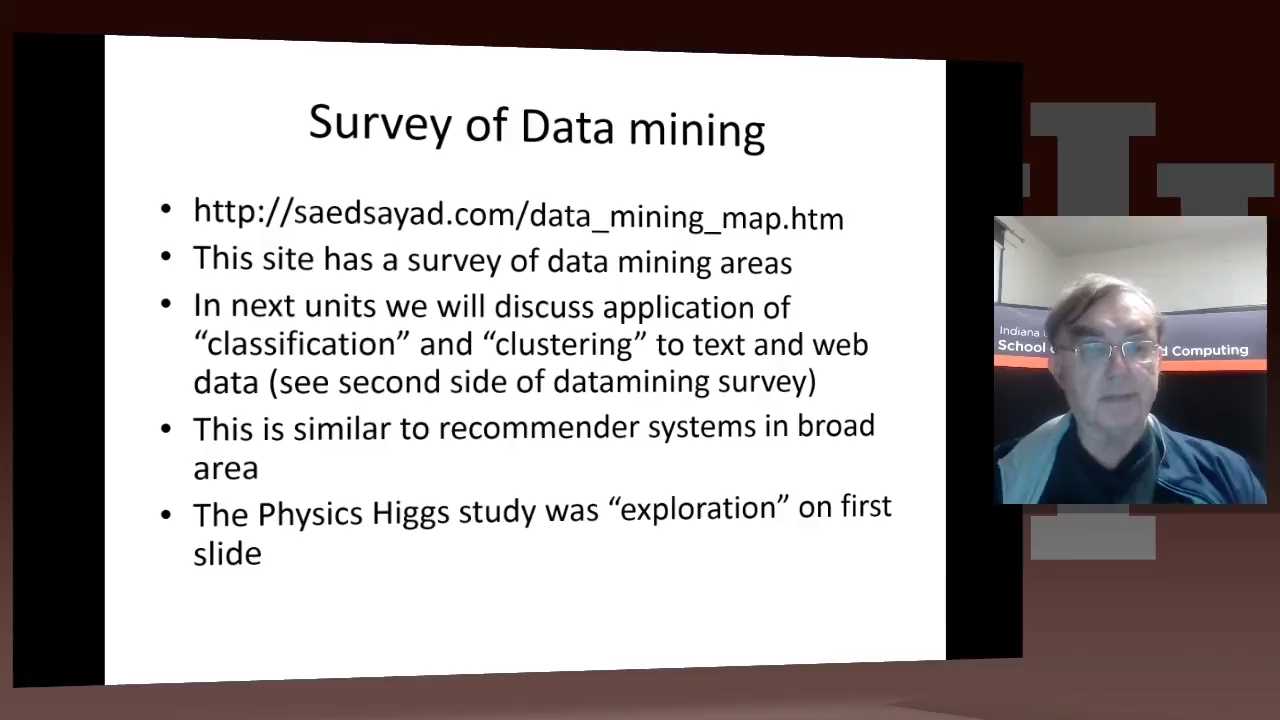 Survey of Data mining
• http://saedsayad.com/data_mining_map.htm
• This site has a survey of data mining areas
• In next units we will discuss application of
“classification” and “clustering” to text and web
data (see second side of datamining survey)
• This is similar to recommender systems in broad
area
• The Physics Higgs study was “exploration” on first
slide
Indiana
School d Computing